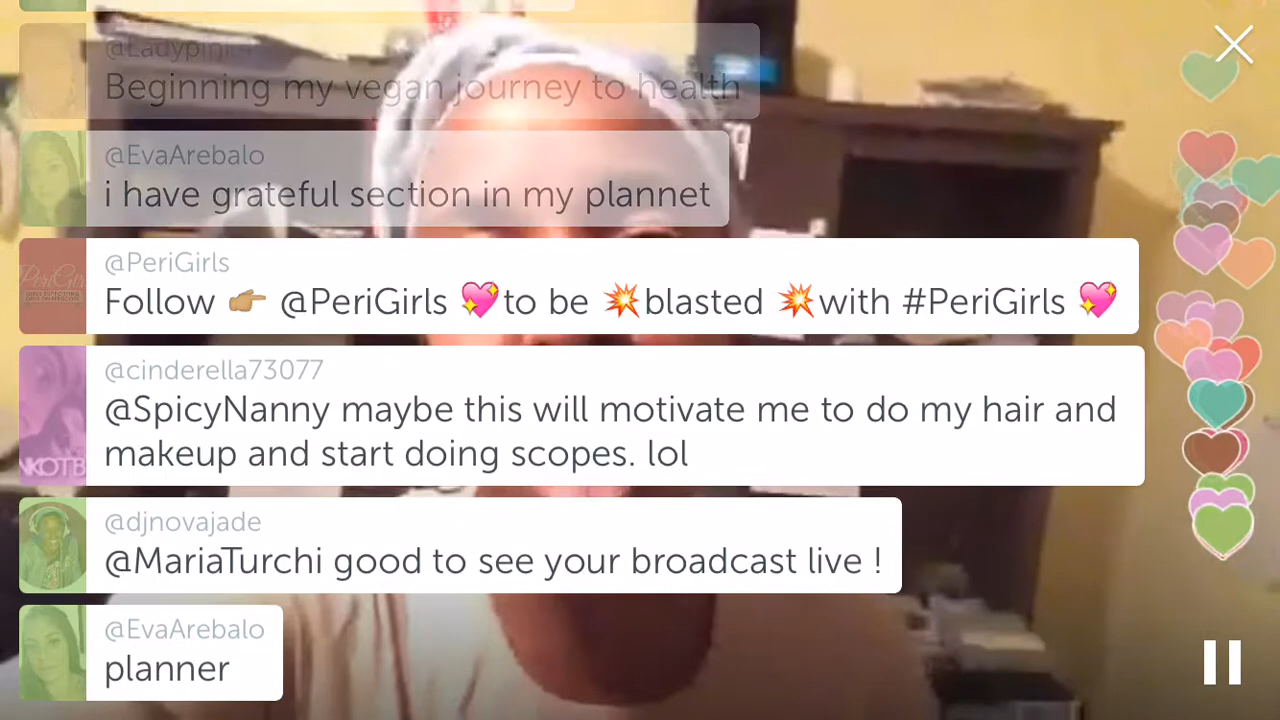 @Ladypink
Beginning my vegan journey to health
@EvaArebalo
i have grateful section in my plannet
@PeriGirls
Follow 👉🏽 @PeriGirls 💖to be 💥blasted 💥with #PeriGirls 💖
@cinderella73077
@SpicyNanny maybe this will motivate me to do my hair and
makeup and start doing scopes. lol
NKOTB
@djnovajade
@MariaTurchi good to see your broadcast live !
@EvaArebalo
planner